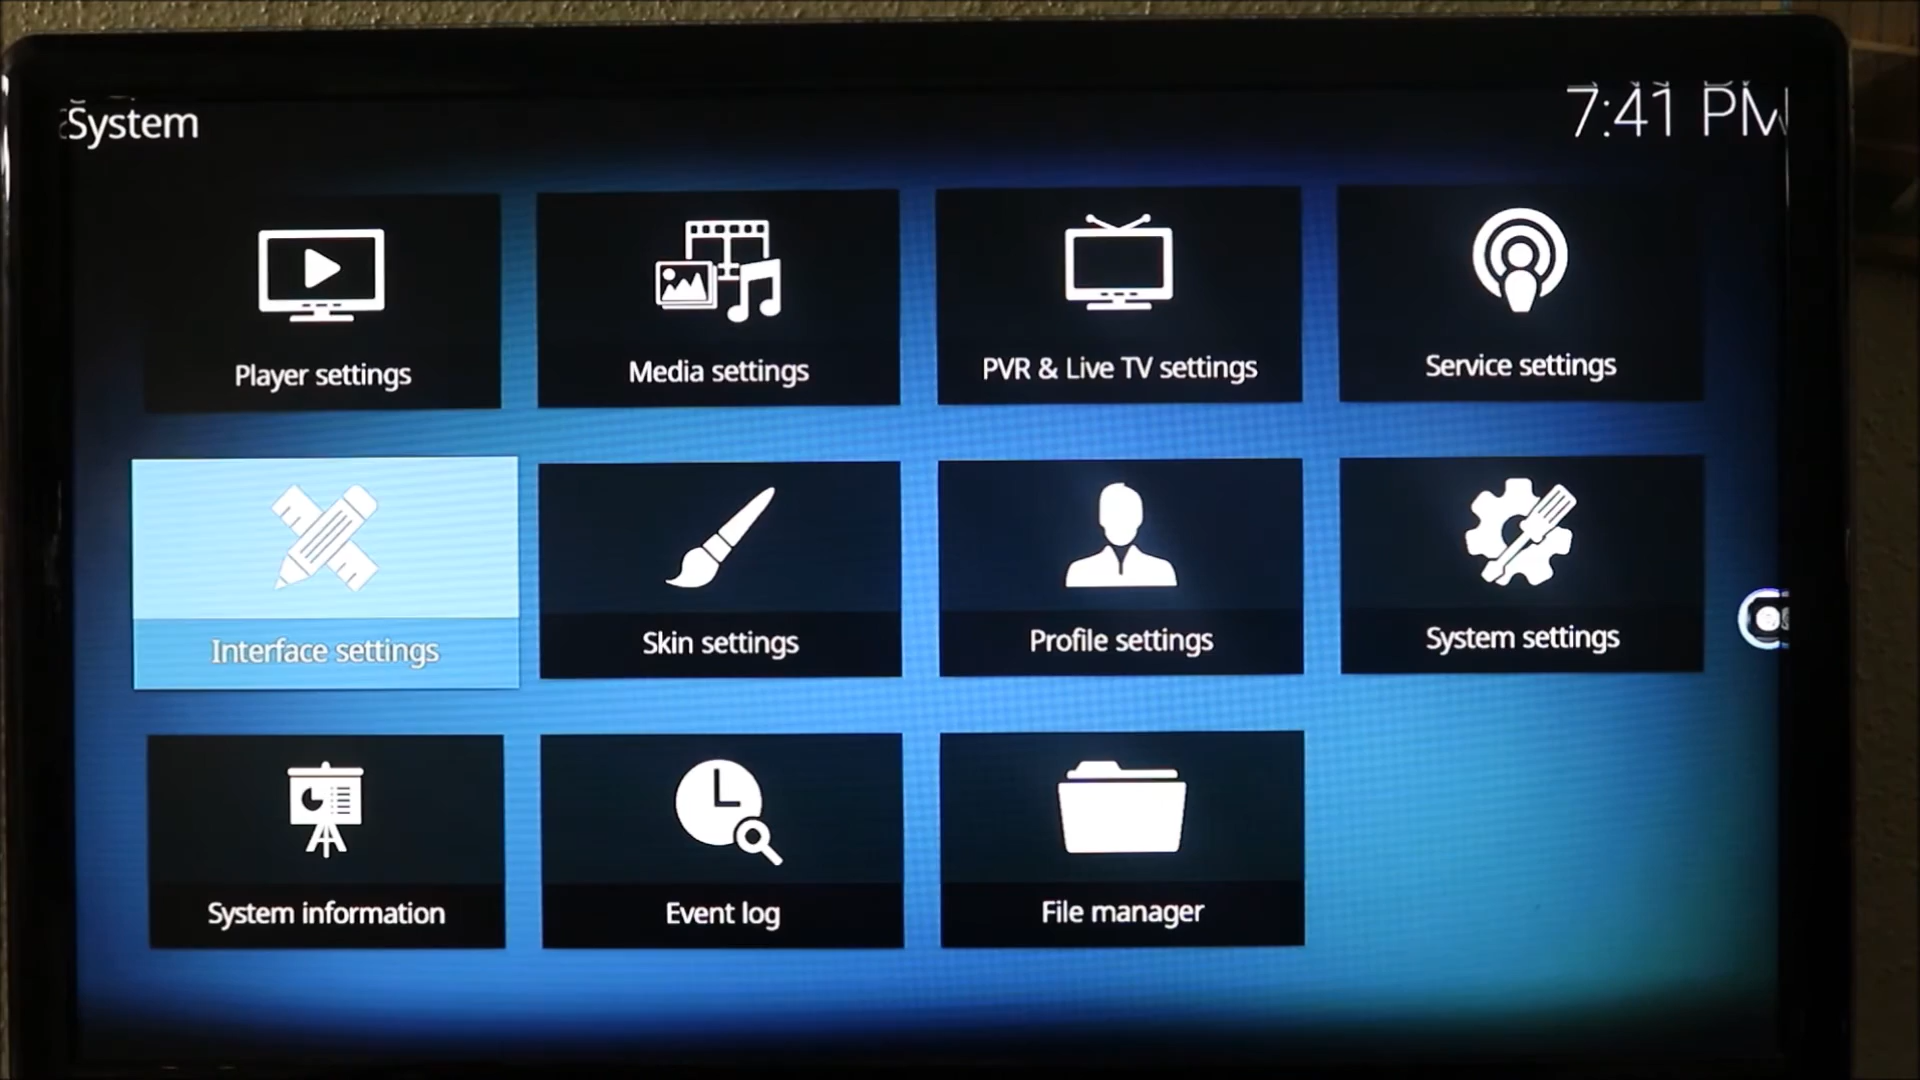 System
7:41 PM
Player settings
Media settings
PVR & Live TV settings
Service settings
Interface settings
Skin settings
Profile settings
System settings
System information
Event log
File manager